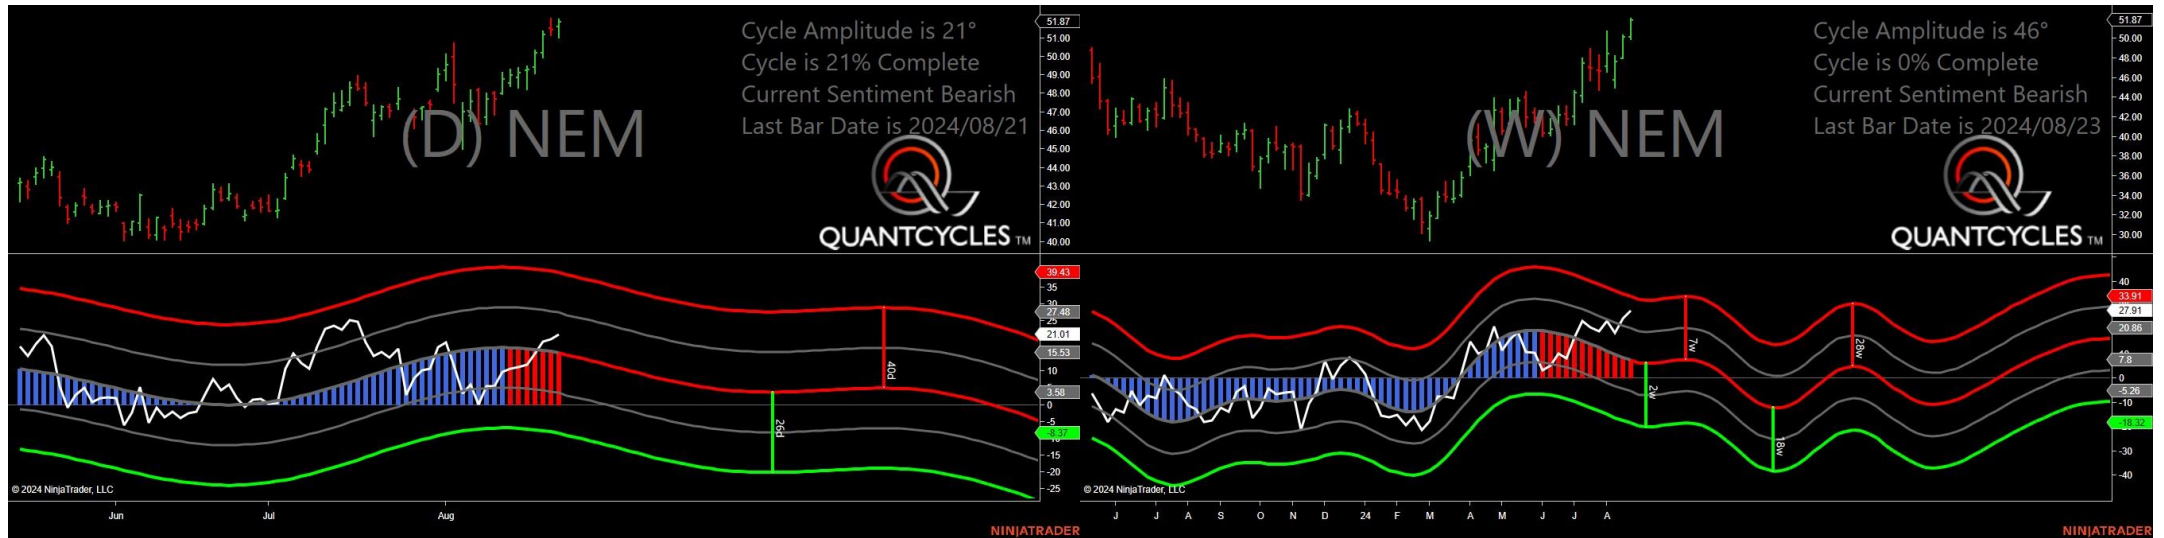 Cycle Amplitude is 21°
Cycle is 21% Complete
Current Sentiment Bearish
Last Bar Date is 2024/08/21
(D) NEM
QUANTCYCLES TM
51.87
51.00
50.00
49.00
48.00
47.00
46.00
45.00
44.00
43.00
42.00
41.00
40.00
39.43
35
30
27.48
25
21.01
15.53
10
5
3.58
0
-5
-8.37
-10
-15
-20
-25
40d
26d
© 2024 NinjaTrader, LLC
Jun Jul Aug
NINJATRADER
Cycle Amplitude is 46°
Cycle is 0% Complete
Current Sentiment Bearish
Last Bar Date is 2024/08/23
(W) NEM
QUANTCYCLES TM
51.87
50.00
48.00
46.00
44.00
42.00
40.00
38.00
36.00
34.00
32.00
30.00
40
33.91
27.91
20.86
7.8
0
-5.26
-10
-18.32
-30
-40
7w
2w
18w
28w
© 2024 NinjaTrader, LLC
J J A S O N D 24 F M A M J J A
NINJATRADER